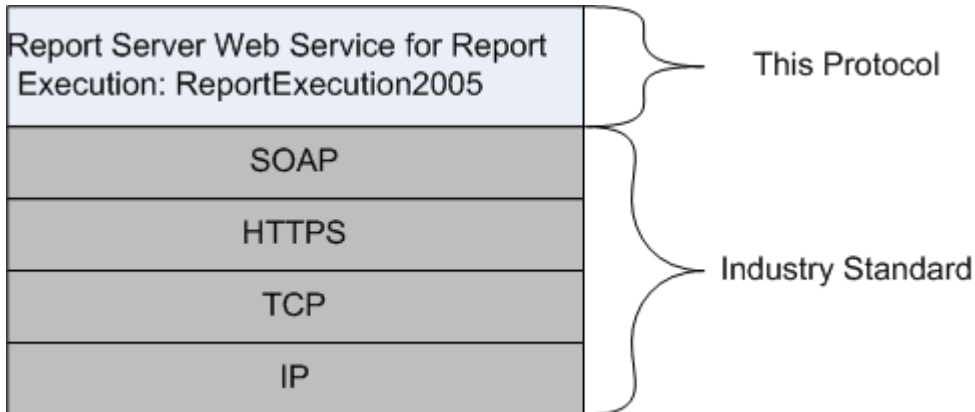 Report Server Web Service for Report
Execution: ReportExecution2005
This Protocol
SOAP
HTTPS
TCP
IP
Industry Standard